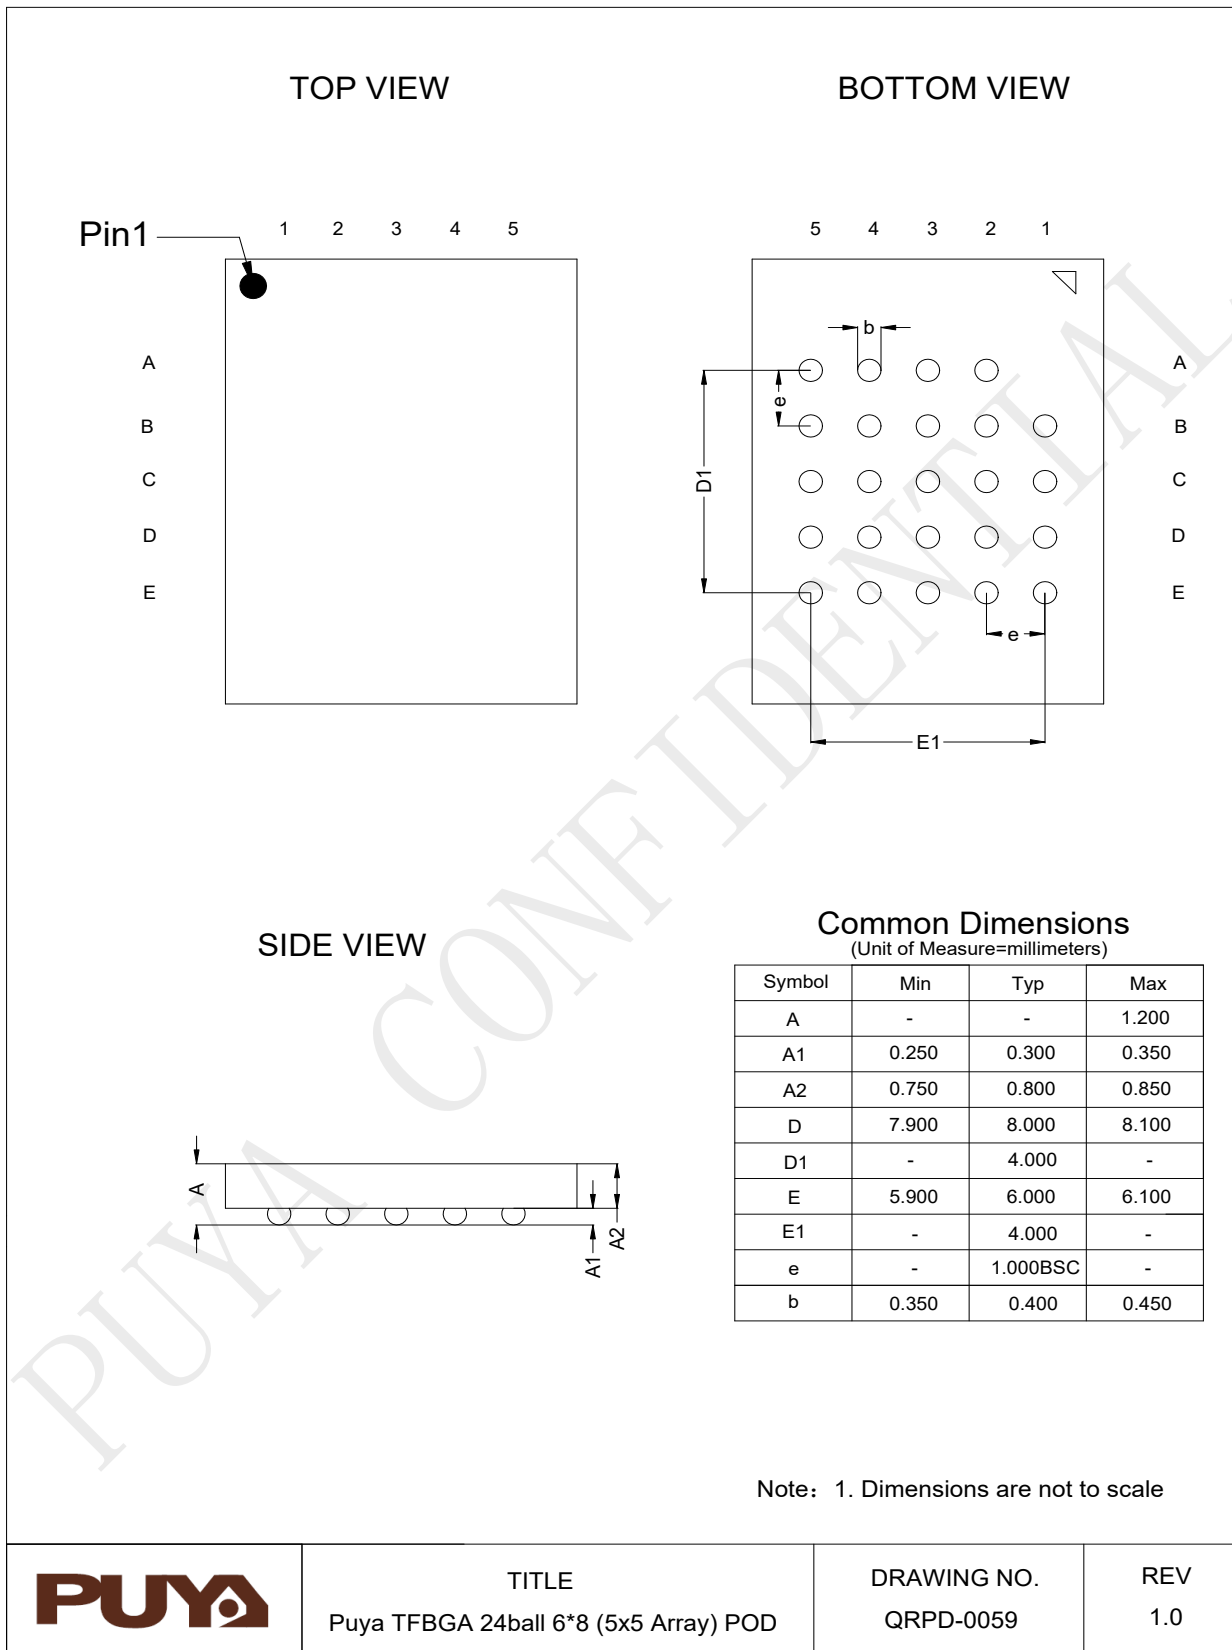 TOP VIEW
BOTTOM VIEW
Pin1
1 2 3 4 5
5 4 3 2 1
A
B
C
D
E
b
e
D1
e
E1
A
B
C
D
E
SIDE VIEW
A
A1
A2
Common Dimensions
(Unit of Measure=millimeters)
Symbol Min Typ Max
A - - 1.200
A1 0.250 0.300 0.350
A2 0.750 0.800 0.850
D 7.900 8.000 8.100
D1 - 4.000 -
E 5.900 6.000 6.100
E1 - 4.000 -
e - 1.000BSC -
b 0.350 0.400 0.450
Note：1. Dimensions are not to scale
PUYA CONFIDENTIAL
PUYA
TITLE
Puya TFBGA 24ball 6*8 (5x5 Array) POD
DRAWING NO.
QRPD-0059
REV
1.0